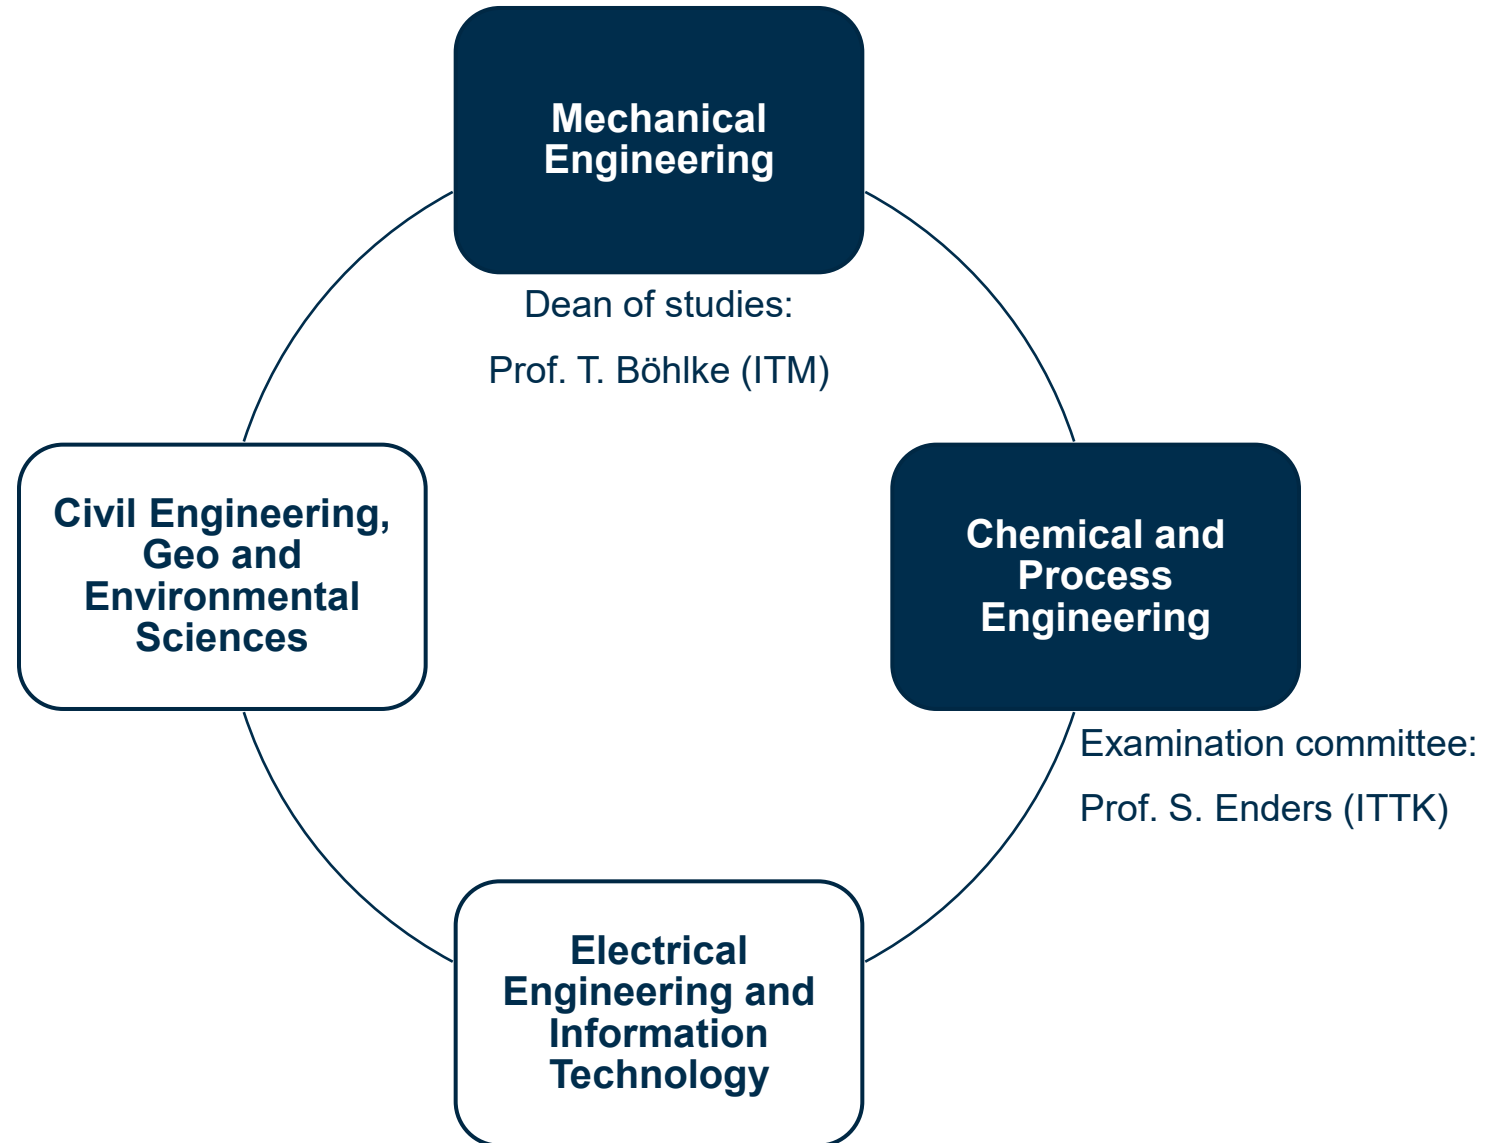 Mechanical
Engineering
Dean of studies:
Prof. T. Böhlke (ITM)
Civil Engineering,
Geo and
Environmental
Sciences
Chemical and
Process
Engineering
Examination committee:
Prof. S. Enders (ITTK)
Electrical
Engineering and
Information
Technology